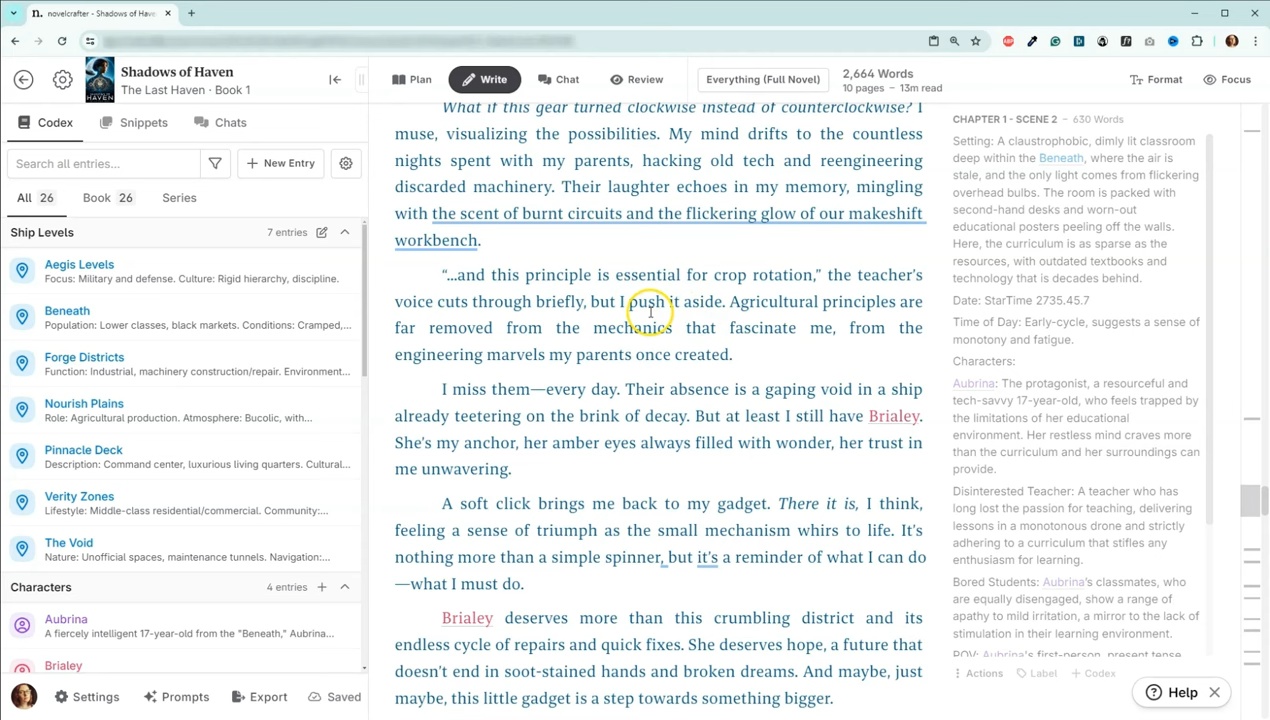 novelcrafter - Shadows of Have
Shadows of Haven
The Last Haven · Book 1
Plan
Write
Chat
Review
Everything (Full Novel)
2,664 Words
10 pages – 13m read
Format
Focus
Codex
Snippets
Chats
Search all entries...
+ New Entry
All 26
Book 26
Series
Ship Levels
7 entries
Aegis Levels
Focus: Military and defense. Culture: Rigid hierarchy, discipline.
Beneath
Population: Lower classes, black markets. Conditions: Cramped,...
Forge Districts
Function: Industrial, machinery construction/repair. Environment:...
Nourish Plains
Role: Agricultural production. Atmosphere: Bucolic, with...
Pinnacle Deck
Description: Command center, luxurious living quarters. Cultural...
Verity Zones
Lifestyle: Middle-class residential/commercial. Community:...
The Void
Nature: Unofficial spaces, maintenance tunnels. Navigation:...
Characters
4 entries +
Aubrina
A fiercely intelligent 17-year-old from the "Beneath," Aubrina...
Brialey
Settings
Prompts
Export
Saved
What if this gear turned clockwise instead of counterclockwise? I
muse, visualizing the possibilities. My mind drifts to the countless
nights spent with my parents, hacking old tech and reengineering
discarded machinery. Their laughter echoes in my memory, mingling
with the scent of burnt circuits and the flickering glow of our makeshift
workbench.
“...and this principle is essential for crop rotation,” the teacher’s
voice cuts through briefly, but I push it aside. Agricultural principles are
far removed from the mechanics that fascinate me, from the
engineering marvels my parents once created.
I miss them—every day. Their absence is a gaping void in a ship
already teetering on the brink of decay. But at least I still have Brialey.
She’s my anchor, her amber eyes always filled with wonder, her trust in
me unwavering.
A soft click brings me back to my gadget. There it is, I think,
feeling a sense of triumph as the small mechanism whirs to life. It’s
nothing more than a simple spinner, but it’s a reminder of what I can do
—what I must do.
Brialey deserves more than this crumbling district and its
endless cycle of repairs and quick fixes. She deserves hope, a future that
doesn’t end in soot-stained hands and broken dreams. And maybe, just
maybe, this little gadget is a step towards something bigger.
CHAPTER 1 - SCENE 2 – 630 Words
Setting: A claustrophobic, dimly lit classroom
deep within the Beneath, where the air is
stale, and the only light comes from flickering
overhead bulbs. The room is packed with
second-hand desks and worn-out
educational posters peeling off the walls.
Here, the curriculum is as sparse as the
resources, with outdated textbooks and
technology that is decades behind.
Date: StarTime 2735.45.7
Time of Day: Early-cycle, suggests a sense of
monotony and fatigue.
Characters:
Aubrina: The protagonist, a resourceful and
tech-savvy 17-year-old, who feels trapped by
the limitations of her educational
environment. Her restless mind craves more
than the curriculum and her surroundings can
provide.
Disinterested Teacher: A teacher who has
long lost the passion for teaching, delivering
lessons in a monotonous drone and strictly
adhering to a curriculum that stifles any
enthusiasm for learning.
Bored Students: Aubrina’s classmates, who
are equally disengaged, show a range of
apathy to mild irritation, a mirror to the lack of
stimulation in their learning environment.
POV: Aubrina's first-person, present tense
Actions
Label
+ Codex
Help